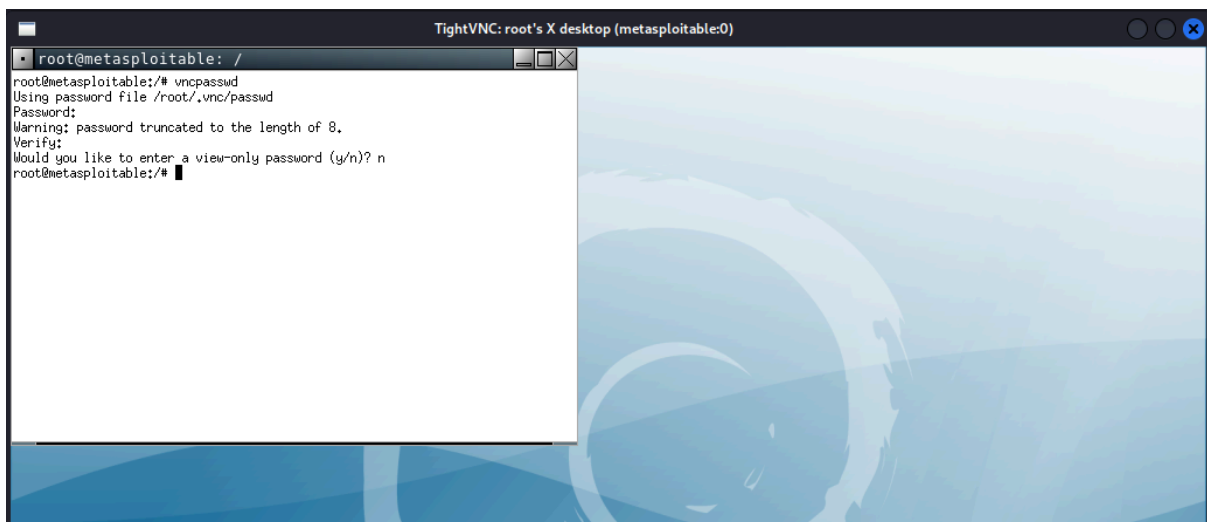 TightVNC: root's X desktop (metasploitable:0)
root@metasploitable: /
root@metasploitable:/# vncpasswd
Using password file /root/.vnc/passwd
Password:
Warning: password truncated to the length of 8.
Verify:
Would you like to enter a view-only password (y/n)? n
root@metasploitable:/#